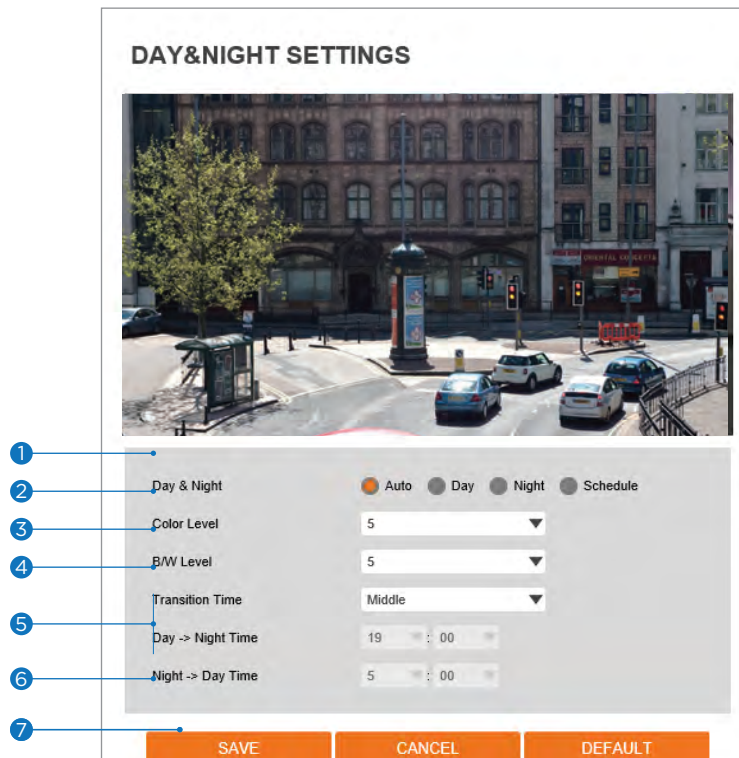 DAY&NIGHT SETTINGS
ORIENTAL
1
2 Day & Night Auto Day Night Schedule
3 Color Level 5
4 B/W Level 5
Transition Time Middle
5 Day -> Night Time 19 : 00
6 Night -> Day Time 5 : 00
7
SAVE CANCEL DEFAULT